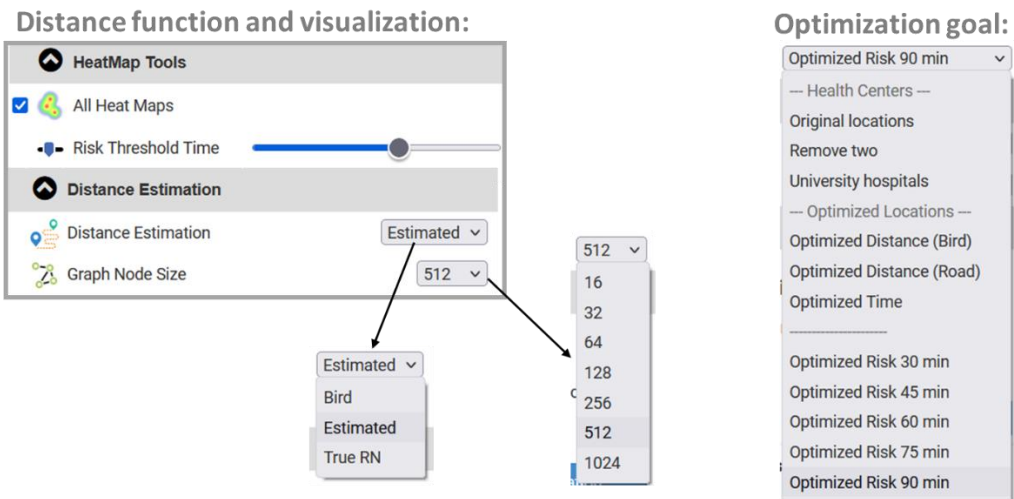 Distance function and visualization:
HeatMap Tools
All Heat Maps
Risk Threshold Time
Distance Estimation
Distance Estimation
Estimated
Graph Node Size
512
Estimated
Bird
Estimated
True RN
512
16
32
64
128
256
512
1024
Optimization goal:
Optimized Risk 90 min
--- Health Centers ---
Original locations
Remove two
University hospitals
--- Optimized Locations ---
Optimized Distance (Bird)
Optimized Distance (Road)
Optimized Time
----------------------
Optimized Risk 30 min
Optimized Risk 45 min
Optimized Risk 60 min
Optimized Risk 75 min
Optimized Risk 90 min